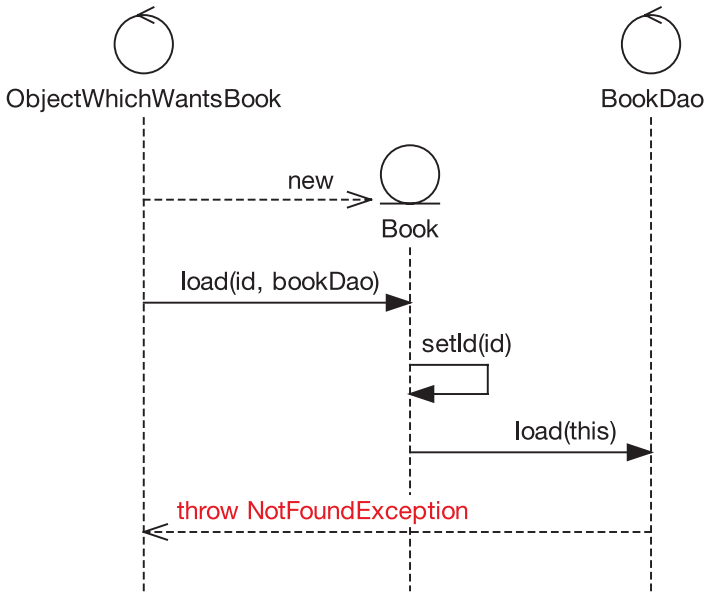 ObjectWhichWantsBook
BookDao
new
Book
load(id, bookDao)
setId(id)
load(this)
throw NotFoundException